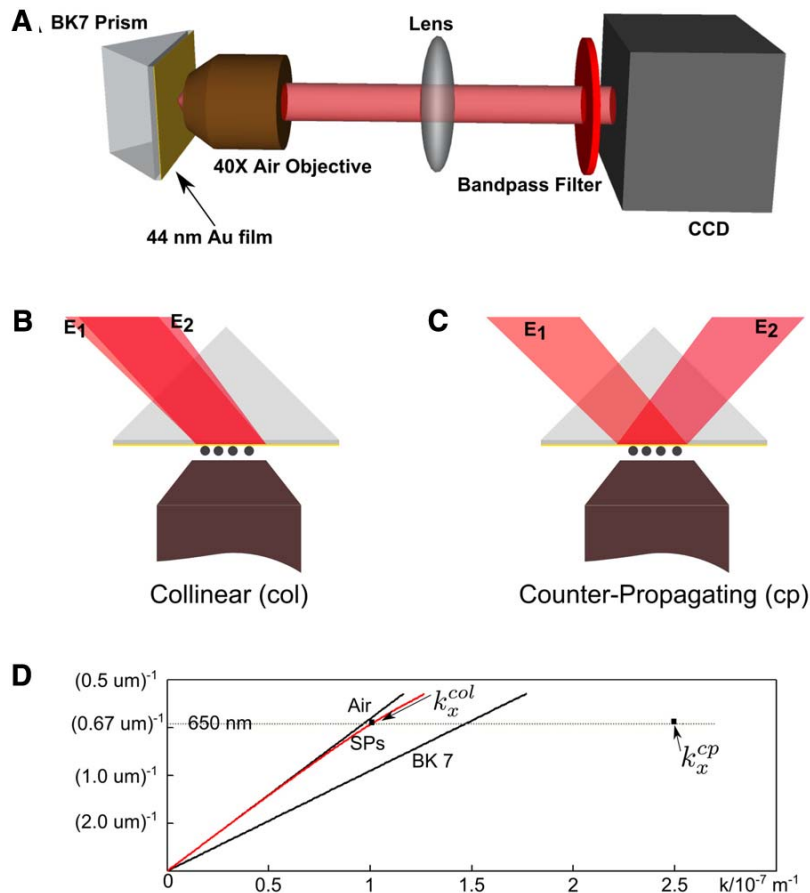 A
BK7 Prism
Lens
40X Air Objective
Bandpass Filter
44 nm Au film
CCD
B
E1
E2
Collinear (col)
C
E1
E2
Counter-Propagating (cp)
D
(0.5 um)⁻¹
(0.67 um)⁻¹
(1.0 um)⁻¹
(2.0 um)⁻¹
650 nm
Air
SPs
BK 7
k_x^{col}
k_x^{cp}
0
0.5
1
1.5
2
2.5
k/10⁻⁷ m⁻¹